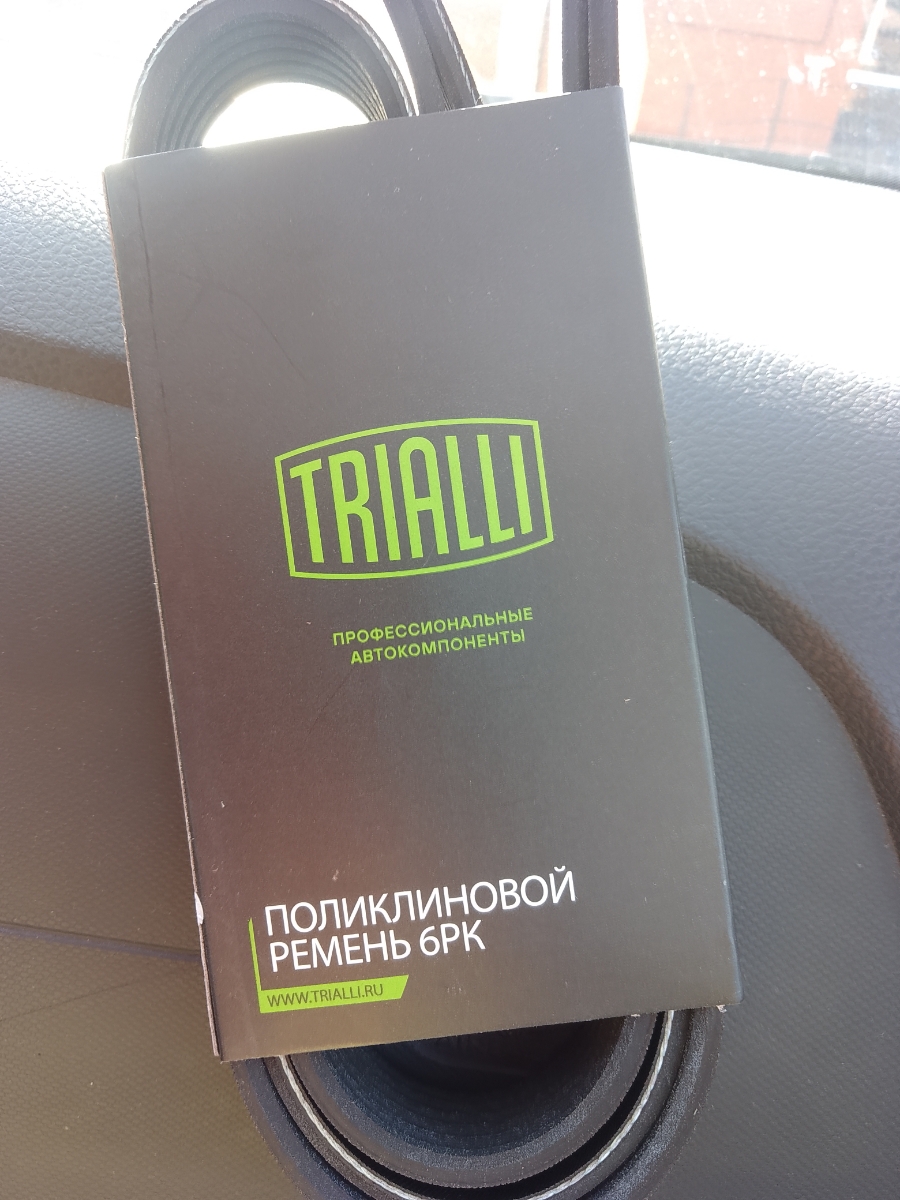 TRIALLI
ПРОФЕССИОНАЛЬНЫЕ
АВТОКОМПОНЕНТЫ
ПОЛИКЛИНОВОЙ
РЕМЕНЬ 6PK
WWW.TRIALLI.RU